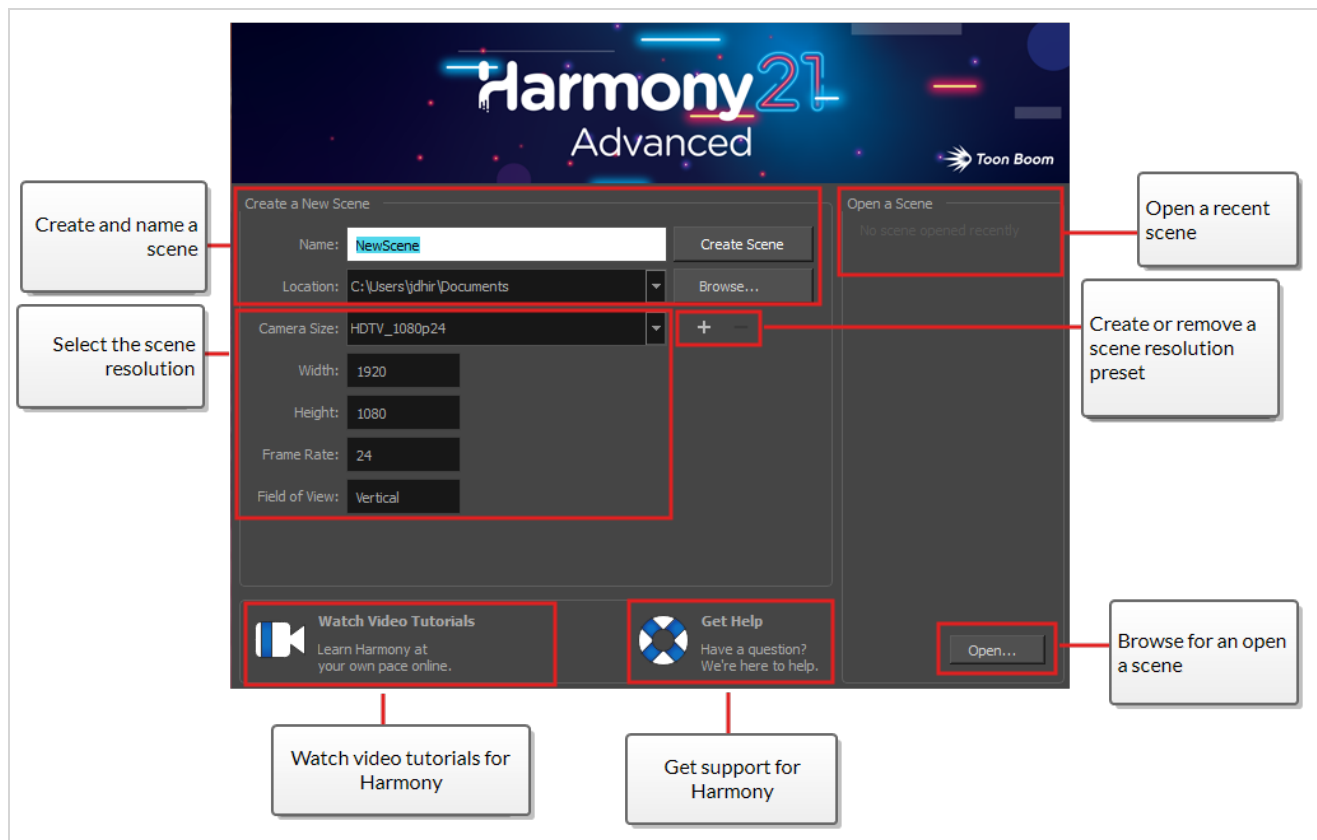 Harmony 21
Advanced
Toon Boom
Create and name a
scene
Select the scene
resolution
Create a New Scene
Name:
NewScene
Create Scene
Location:
C:\Users\jdhir\Documents
Browse...
Camera Size:
HDTV_1080p24
+
−
Width:
1920
Height:
1080
Frame Rate:
24
Field of View:
Vertical
Open a Scene
No scene opened recently
Open a recent
scene
Create or remove a
scene resolution
preset
Watch Video Tutorials
Learn Harmony at
your own pace online.
Get Help
Have a question?
We're here to help.
Open...
Browse for an open
a scene
Watch video tutorials for
Harmony
Get support for
Harmony